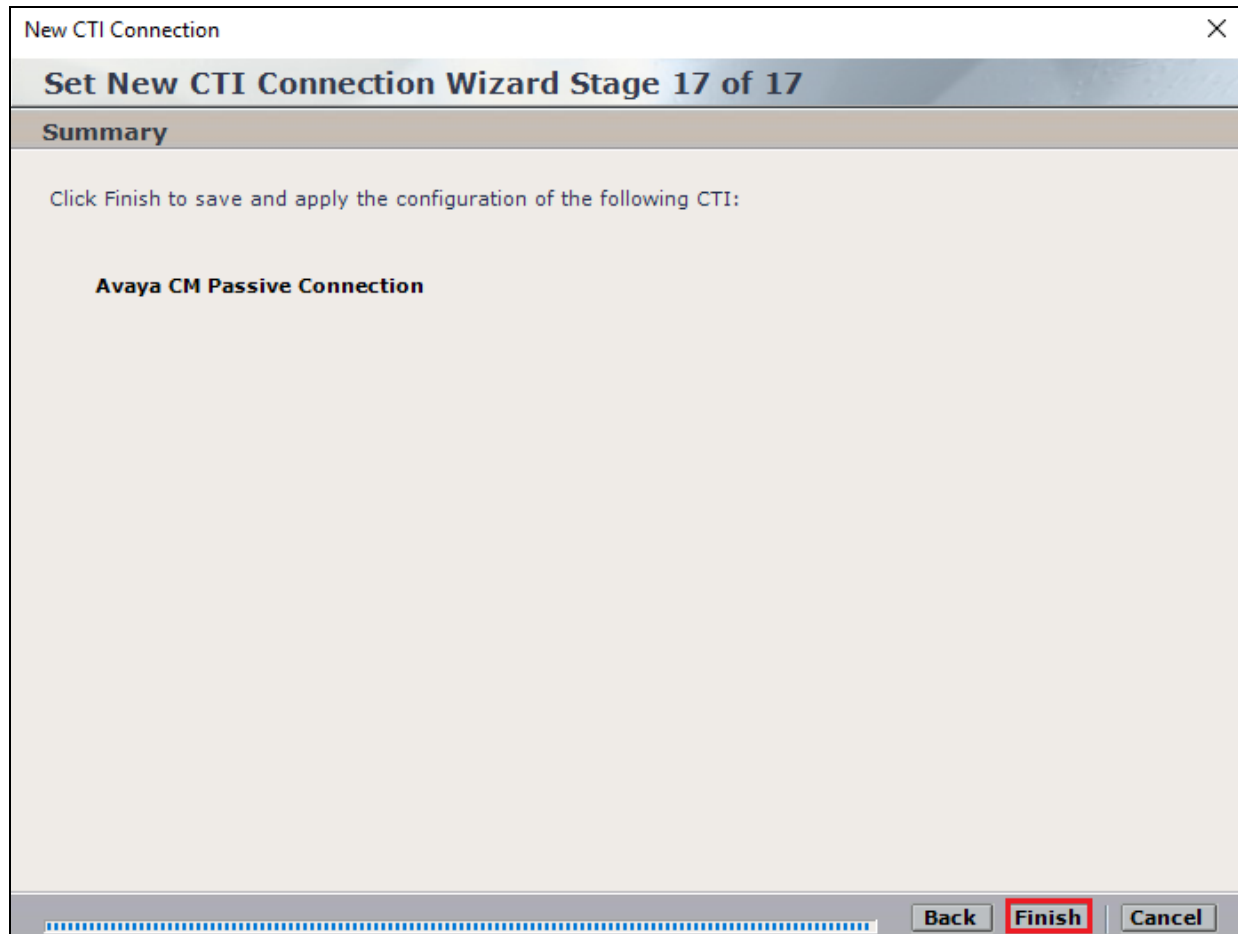 New CTI Connection
Set New CTI Connection Wizard Stage 17 of 17
Summary
Click Finish to save and apply the configuration of the following CTI:
Avaya CM Passive Connection
Back Finish Cancel